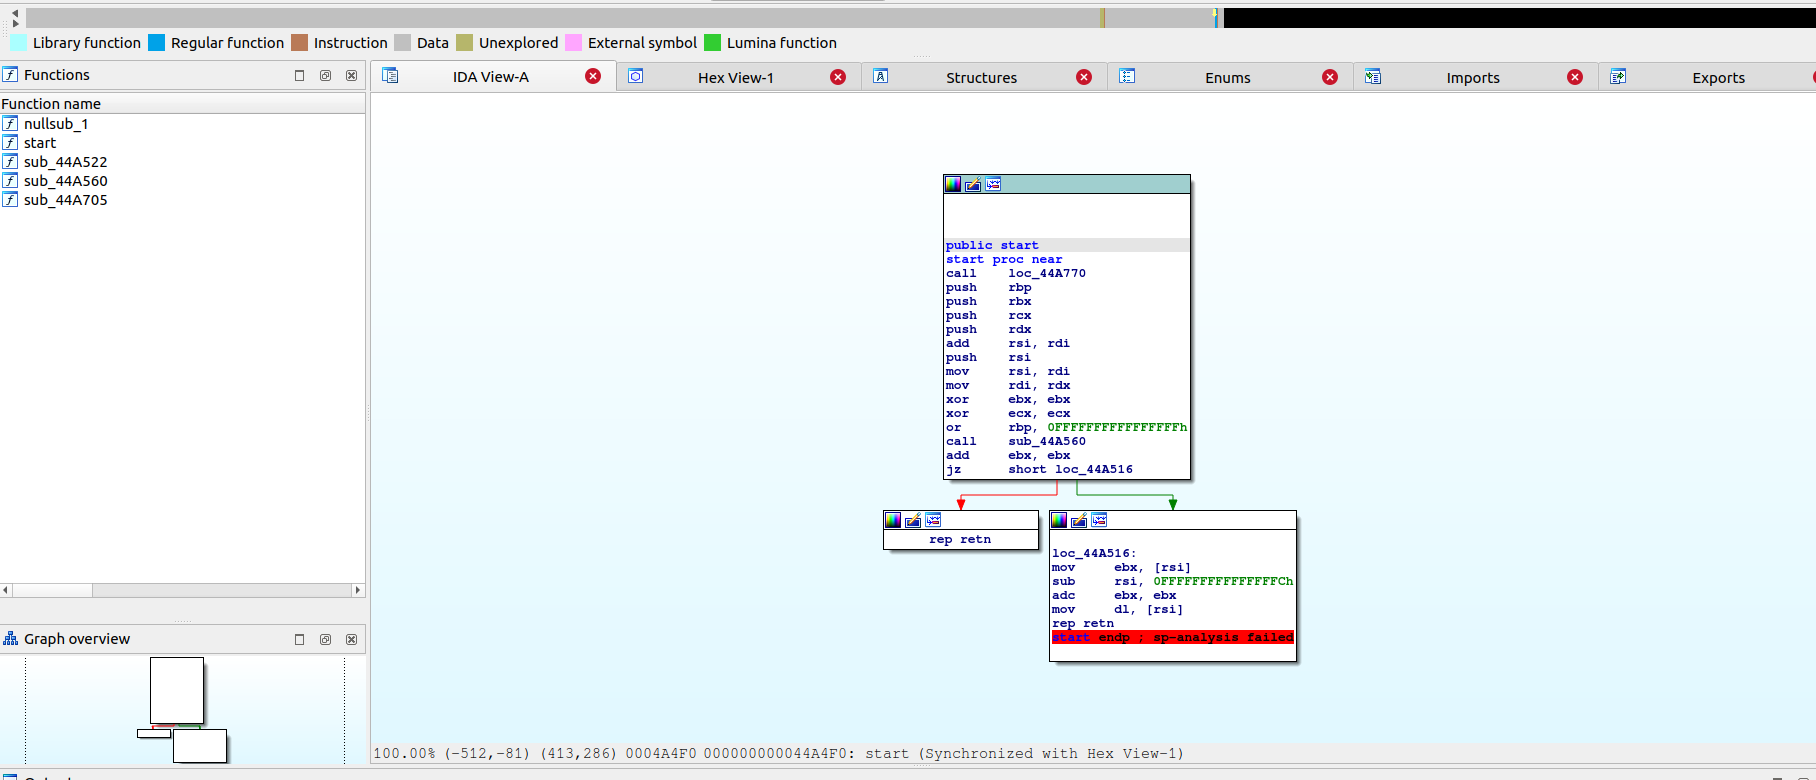 Library function Regular function Instruction Data Unexplored External symbol Lumina function
Functions
Function name
nullsub_1
start
sub_44A522
sub_44A560
sub_44A705
Graph overview
IDA View-A Hex View-1 Structures Enums Imports Exports
public start
start proc near
call loc_44A770
push rbp
push rbx
push rcx
push rdx
add rsi, rdi
push rsi
mov rsi, rdi
mov rdi, rdx
xor ebx, ebx
xor ecx, ecx
or rbp, 0FFFFFFFFFFFFFFFFh
call sub_44A560
add ebx, ebx
jz short loc_44A516
rep retn
loc_44A516:
mov ebx, [rsi]
sub rsi, 0FFFFFFFFFFFFFFFCh
adc ebx, ebx
mov dl, [rsi]
rep retn
start endp ; sp-analysis failed
100.00% (-512,-81) (413,286) 0004A4F0 000000000044A4F0: start (Synchronized with Hex View-1)